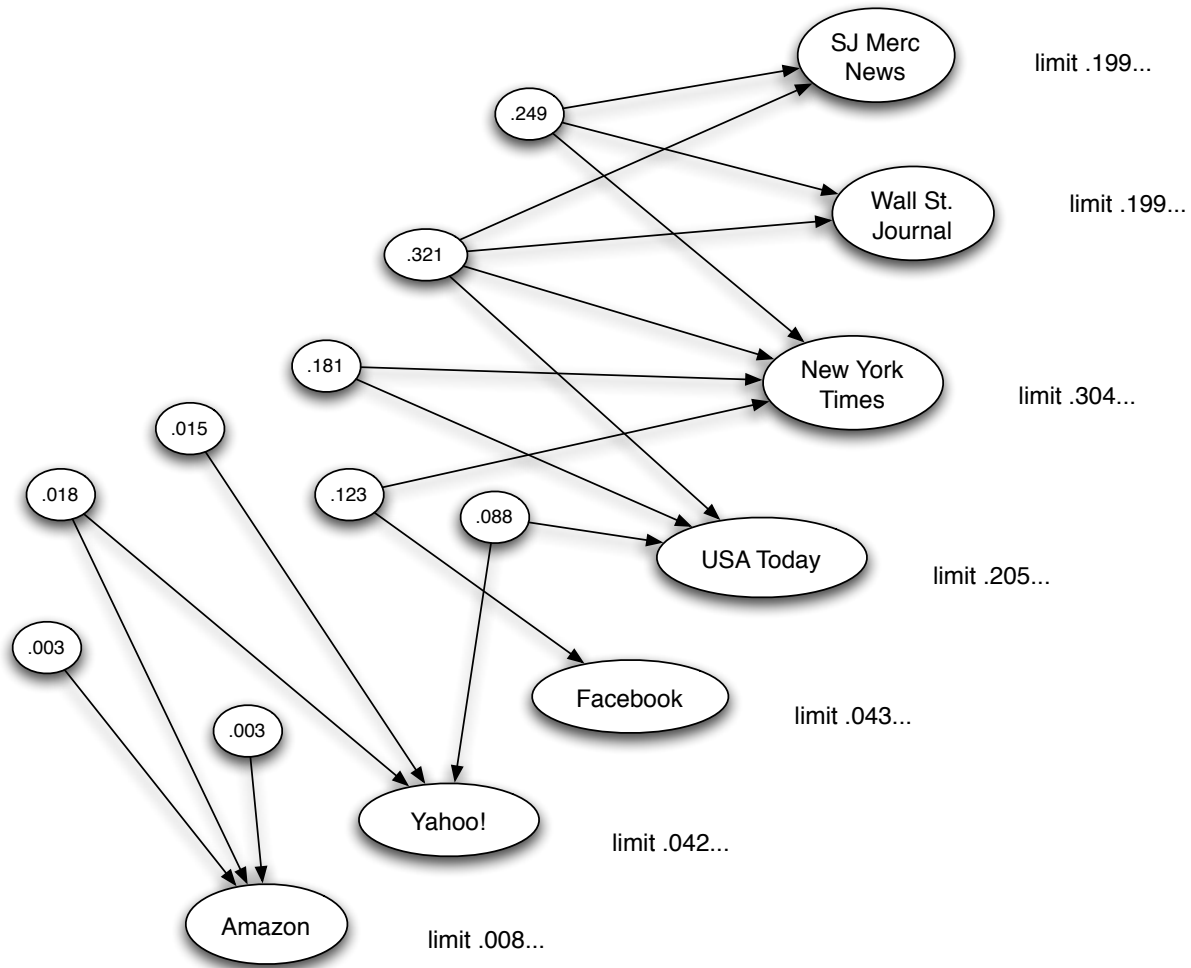 SJ Merc
News
limit .199...
.249
Wall St.
Journal
limit .199...
.321
New York
Times
limit .304...
.181
.015
.018
.123
.088
USA Today
limit .205...
.003
Facebook
limit .043...
.003
Yahoo!
limit .042...
Amazon
limit .008...